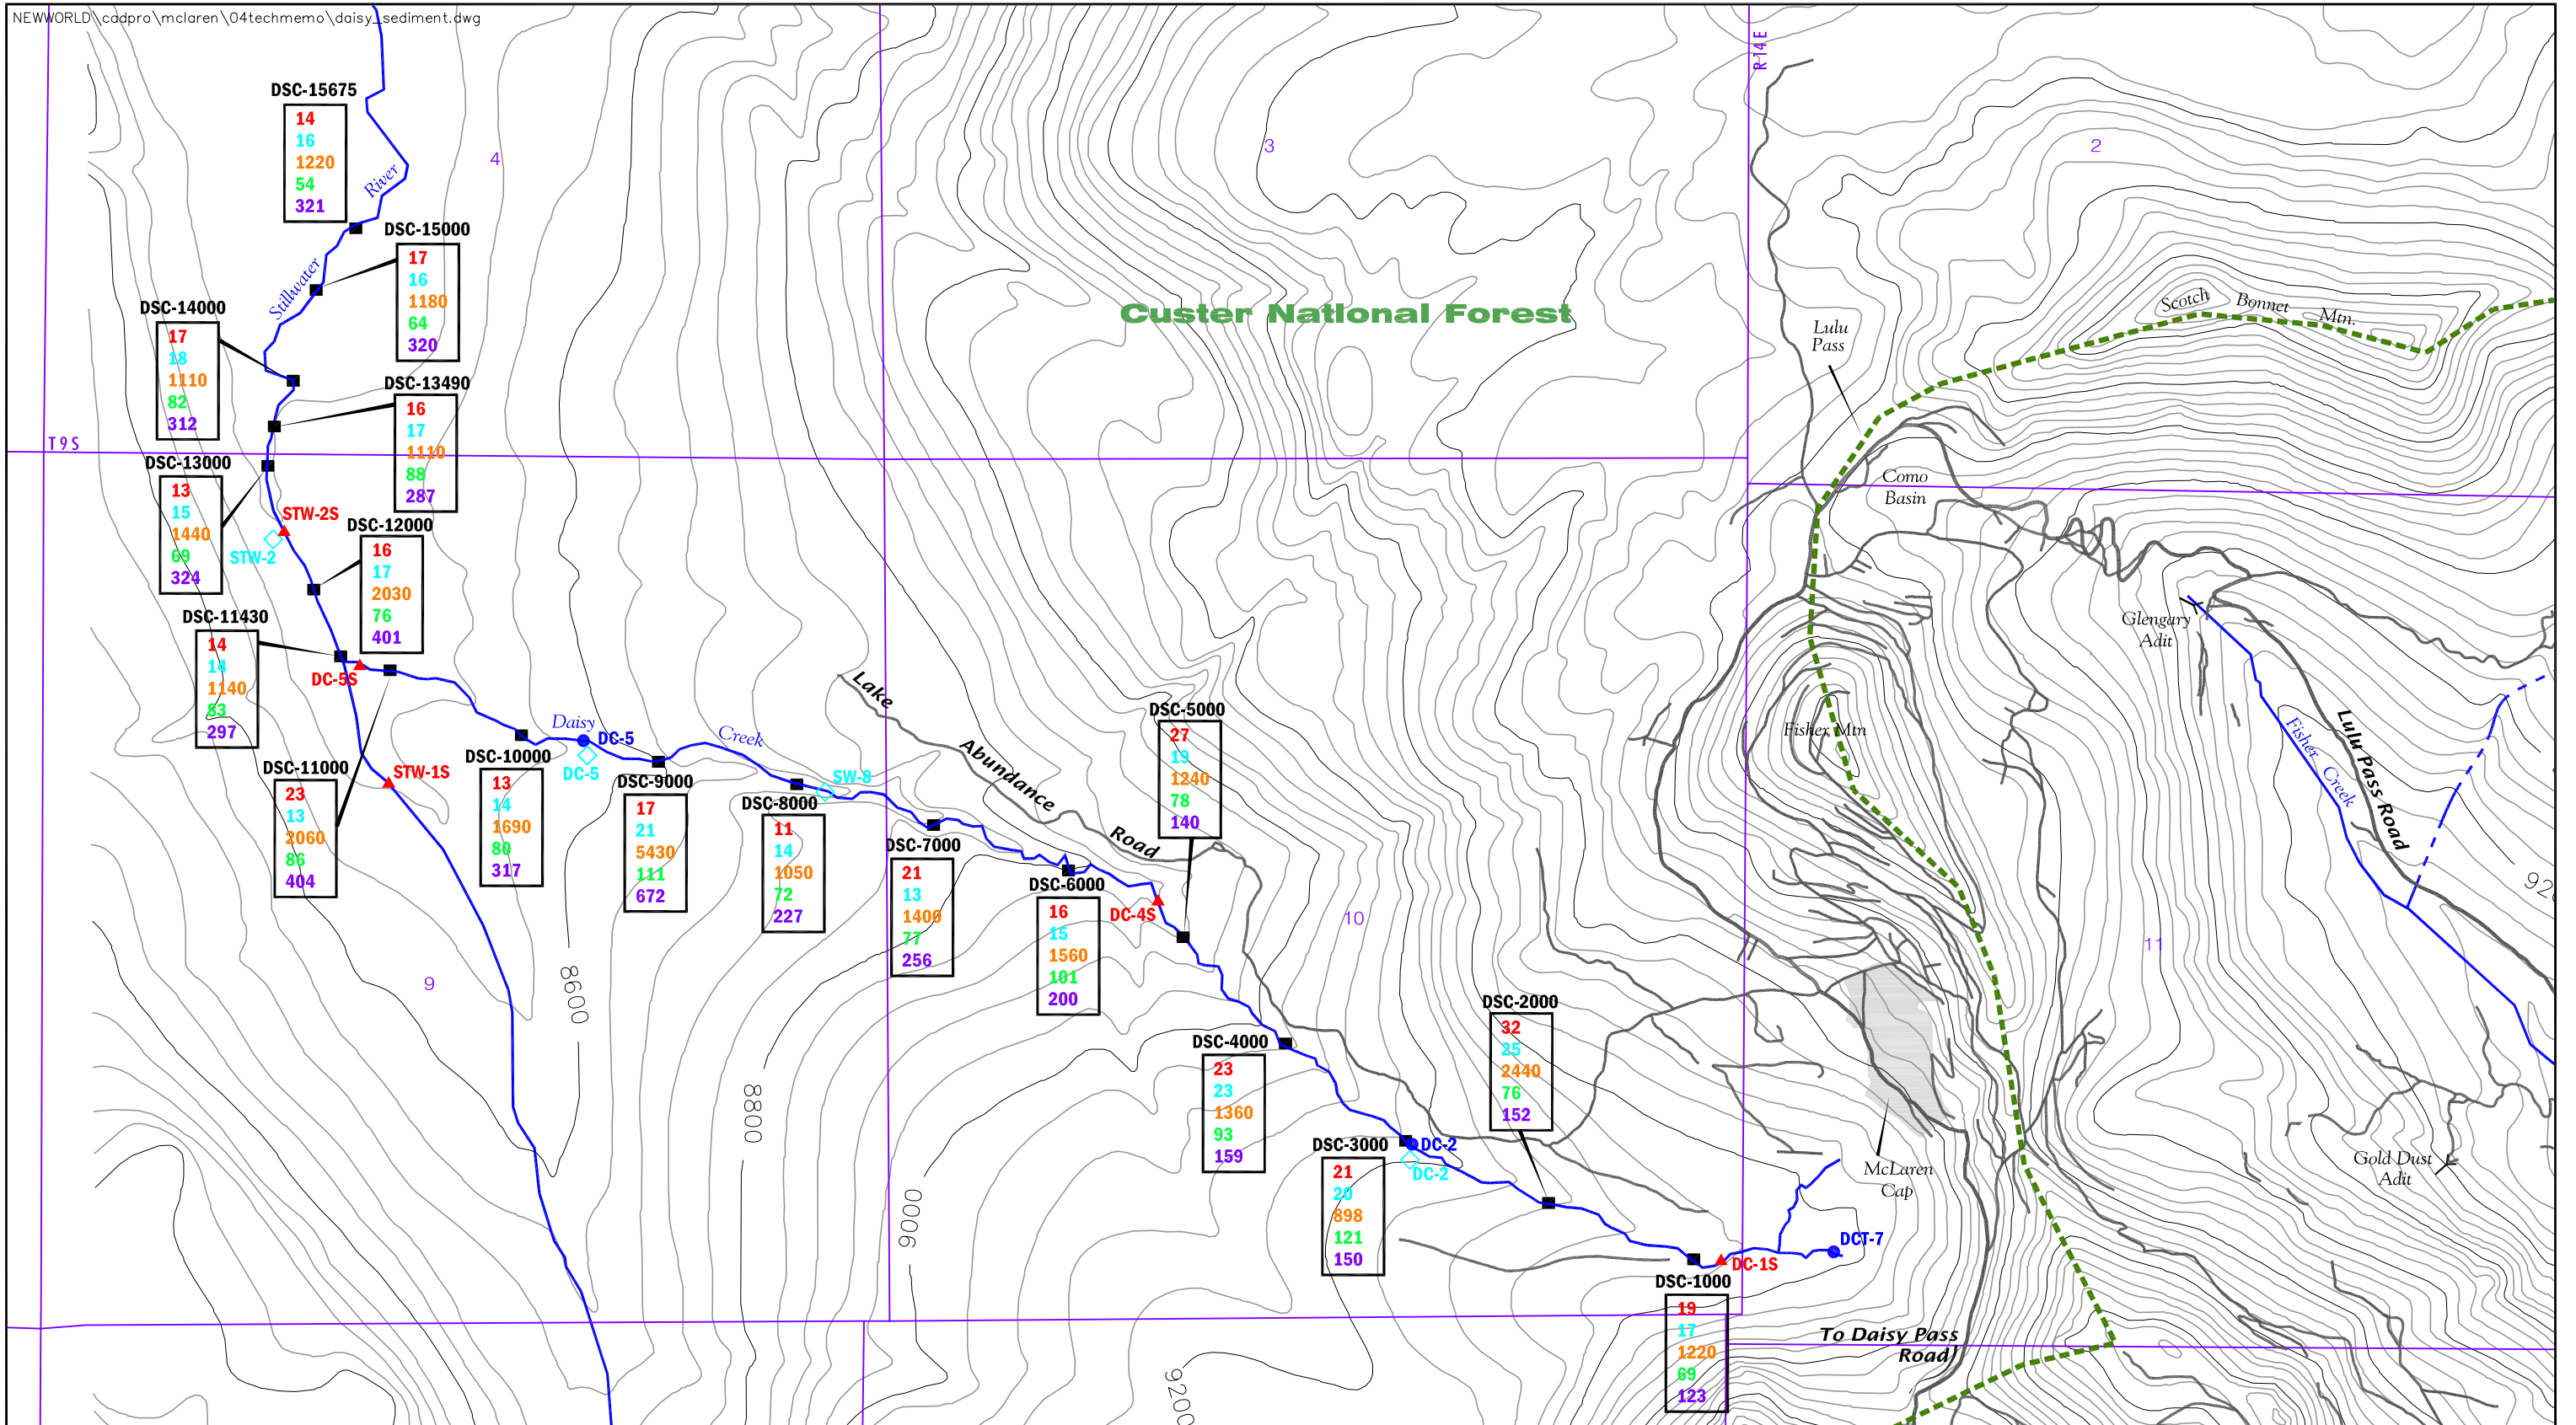 NEWWORLD\cadpro\mclaren\04techmemo\daisy_sediment.dwg
R14E
DSC-15675
14
16
1220
54
321
River
4
3
2
DSC-15000
17
16
1180
64
320
Stillwater
DSC-14000
17
18
1110
82
312
Custer National Forest
Scotch Bonnet Mtn.
Lulu
Pass
DSC-13490
16
17
1110
88
287
T9S
DSC-13000
13
15
1440
69
324
Como
Basin
STW-2S
STW-2
DSC-12000
16
17
2030
76
401
DSC-11430
14
14
1140
83
297
DC-5S
Glengary
Adit
Lake Abundance Road
DSC-5000
27
19
1240
78
140
Daisy Creek
DC-5
DC-5
Fisher Mtn
Fisher Creek
Lulu Pass Road
STW-1S
SW-8
DSC-11000
23
13
2060
86
404
DSC-10000
13
14
1690
80
317
DSC-9000
17
21
5430
111
672
DSC-8000
11
14
1050
72
227
DSC-7000
21
13
1400
77
256
DSC-6000
16
15
1560
101
200
DC-4S
10
11
9
8600
8800
9000
9200
92
DSC-2000
32
25
2440
76
152
DSC-4000
23
23
1360
93
159
DC-2
DC-2
DSC-3000
21
20
898
121
150
McLaren
Cap
Gold Dust
Adit
DCT-7
DC-1S
DSC-1000
19
17
1220
69
123
To Daisy Pass
Road